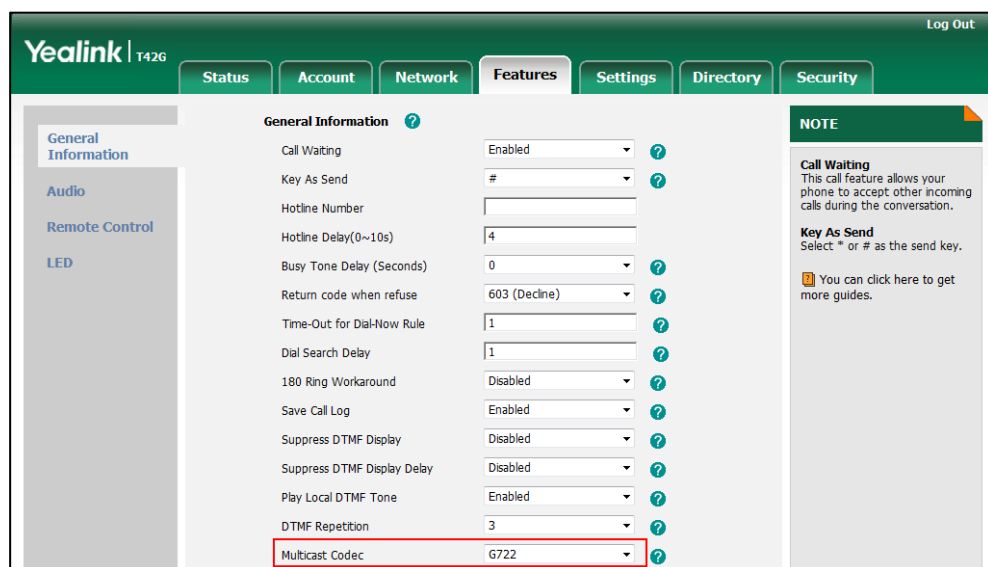 Log Out
Yealink | T42G
Status Account Network Features Settings Directory Security
General
Information
Audio
Remote Control
LED
General Information ?
Call Waiting Enabled ?
Key As Send # ?
Hotline Number
Hotline Delay(0~10s) 4
Busy Tone Delay (Seconds) 0 ?
Return code when refuse 603 (Decline) ?
Time-Out for Dial-Now Rule 1 ?
Dial Search Delay 1 ?
180 Ring Workaround Disabled ?
Save Call Log Enabled ?
Suppress DTMF Display Disabled ?
Suppress DTMF Display Delay Disabled ?
Play Local DTMF Tone Enabled ?
DTMF Repetition 3 ?
Multicast Codec G722 ?
NOTE
Call Waiting
This call feature allows your
phone to accept other incoming
calls during the conversation.
Key As Send
Select * or # as the send key.
? You can click here to get
more guides.